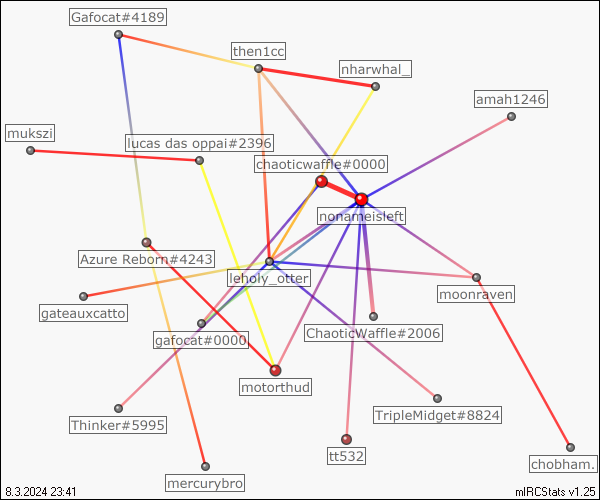 Gafocat#4189
then1cc
nharwhal_
amah1246
mukszi
lucas das oppai#2396
chaoticwaffle#0000
nonameisleft
Azure Reborn#4243
leholy_otter
moonraven
gateauxcatto
gafocat#0000
ChaoticWaffle#2006
motorthud
Thinker#5995
TripleMidget#8824
tt532
chobham.
mercurybro
8.3.2024 23:41
mIRCStats v1.25